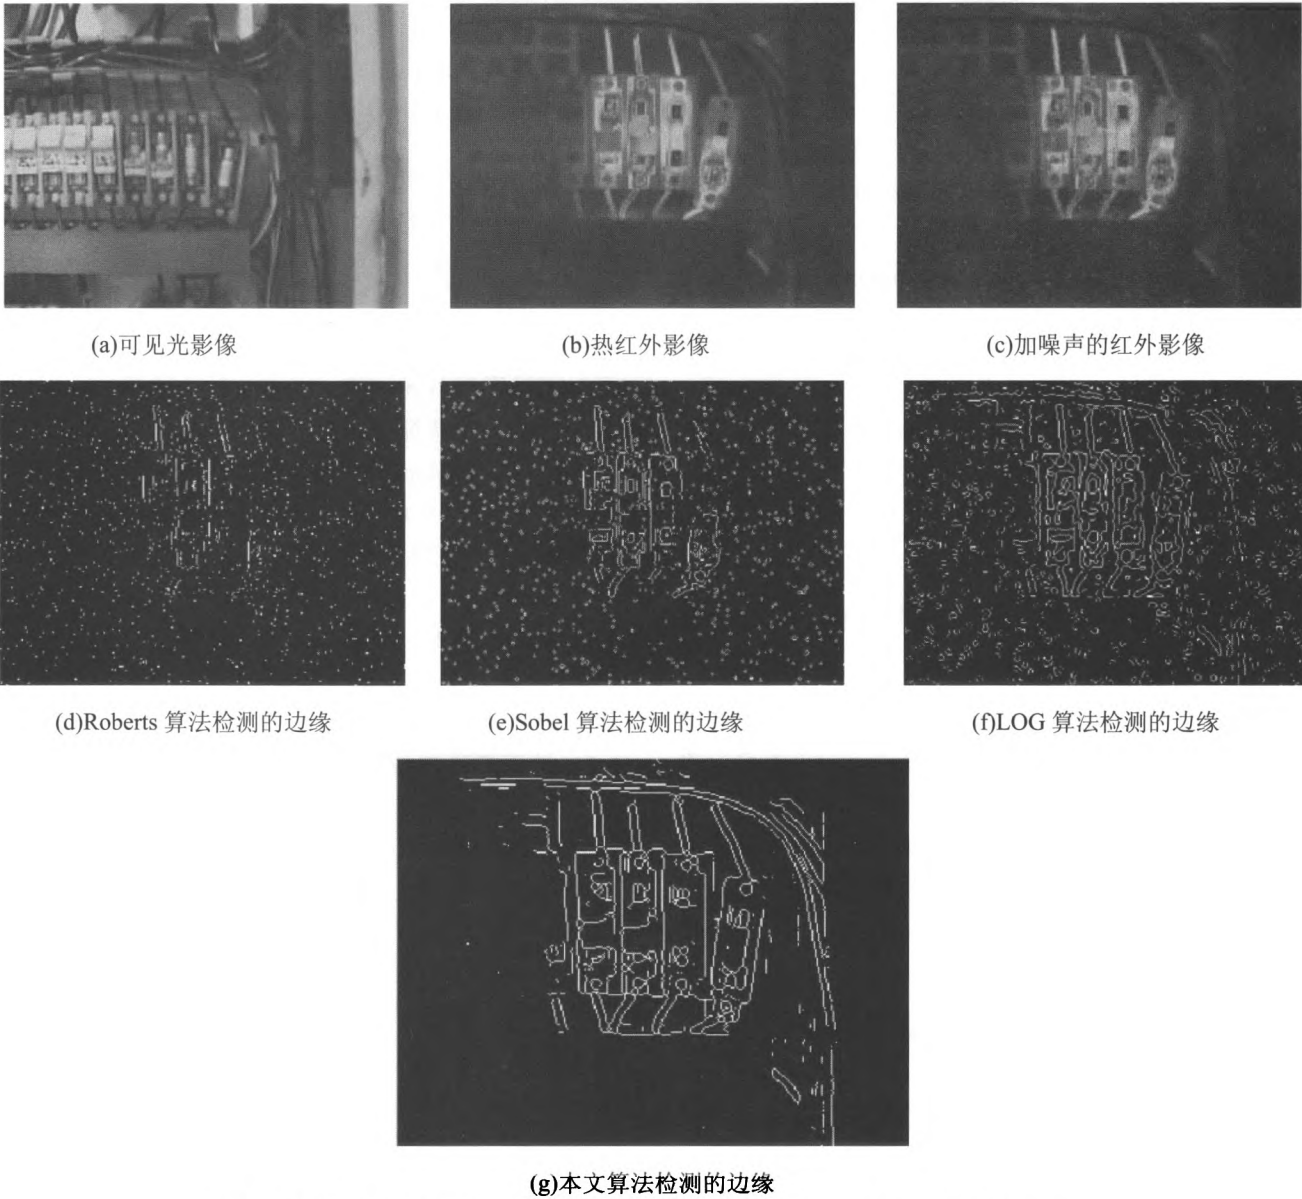 (a)可见光影像
(b)热红外影像
(c)加噪声的红外影像
(d)Roberts 算法检测的边缘
(e)Sobel 算法检测的边缘
(f)LOG 算法检测的边缘
(g)本文算法检测的边缘